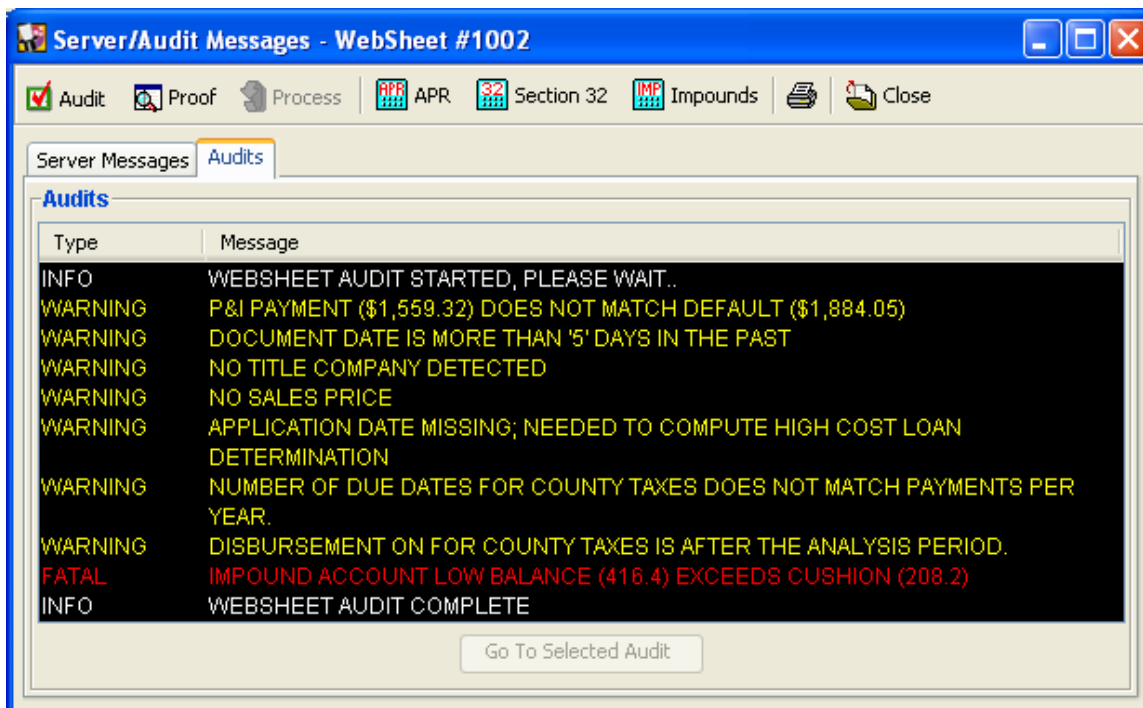 Server/Audit Messages - WebSheet #1002
Audit Proof Process APR APR 32 Section 32 IMP Impounds Close
Server Messages Audits
Audits
Type Message
INFO WEBSHEET AUDIT STARTED, PLEASE WAIT..
WARNING P&I PAYMENT ($1,559.32) DOES NOT MATCH DEFAULT ($1,884.05)
WARNING DOCUMENT DATE IS MORE THAN '5' DAYS IN THE PAST
WARNING NO TITLE COMPANY DETECTED
WARNING NO SALES PRICE
WARNING APPLICATION DATE MISSING; NEEDED TO COMPUTE HIGH COST LOAN
DETERMINATION
WARNING NUMBER OF DUE DATES FOR COUNTY TAXES DOES NOT MATCH PAYMENTS PER
YEAR.
WARNING DISBURSEMENT ON FOR COUNTY TAXES IS AFTER THE ANALYSIS PERIOD.
FATAL IMPOUND ACCOUNT LOW BALANCE (416.4) EXCEEDS CUSHION (208.2)
INFO WEBSHEET AUDIT COMPLETE
Go To Selected Audit